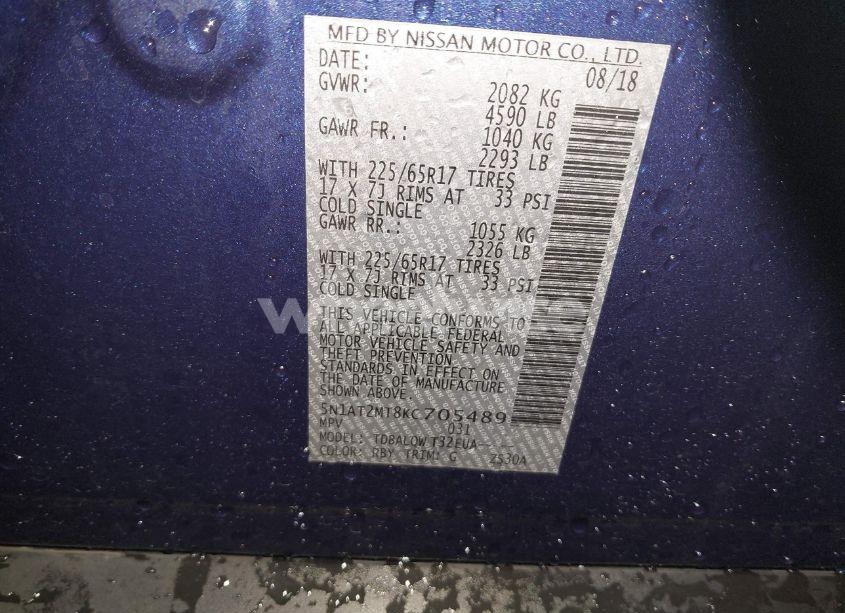 MFD BY NISSAN MOTOR CO., LTD.
DATE: 08/18
GVWR: 2082 KG
4590 LB
GAWR FR.: 1040 KG
2293 LB
WITH 225/65R17 TIRES
17 X 7J RIMS AT 33 PSI
COLD SINGLE
GAWR RR.: 1055 KG
2326 LB
WITH 225/65R17 TIRES
17 X 7J RIMS AT 33 PSI
COLD SINGLE
THIS VEHICLE CONFORMS TO
ALL APPLICABLE FEDERAL
MOTOR VEHICLE SAFETY AND
THEFT PREVENTION
STANDARDS IN EFFECT ON
THE DATE OF MANUFACTURE
SHOWN ABOVE.
5N1AT2MT8KC705489
MPV 031
MODEL: TDBALOW T32EUA-- --
COLOR: RBY TRIM: G ZS30A